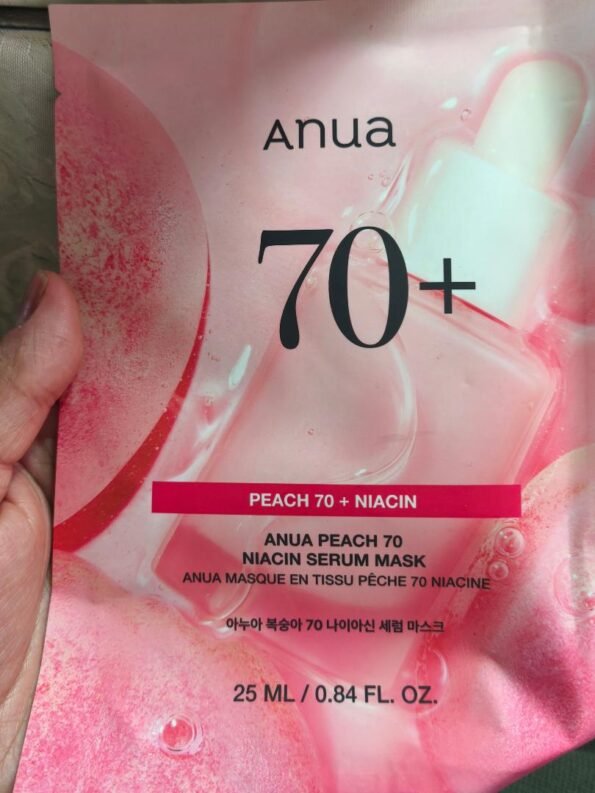 Anua
70+
PEACH 70 + NIACIN
ANUA PEACH 70
NIACIN SERUM MASK
ANUA MASQUE EN TISSU PÊCHE 70 NIACINE
아누아 복숭아 70 나이아신 세럼 마스크
25 ML / 0.84 FL. OZ.